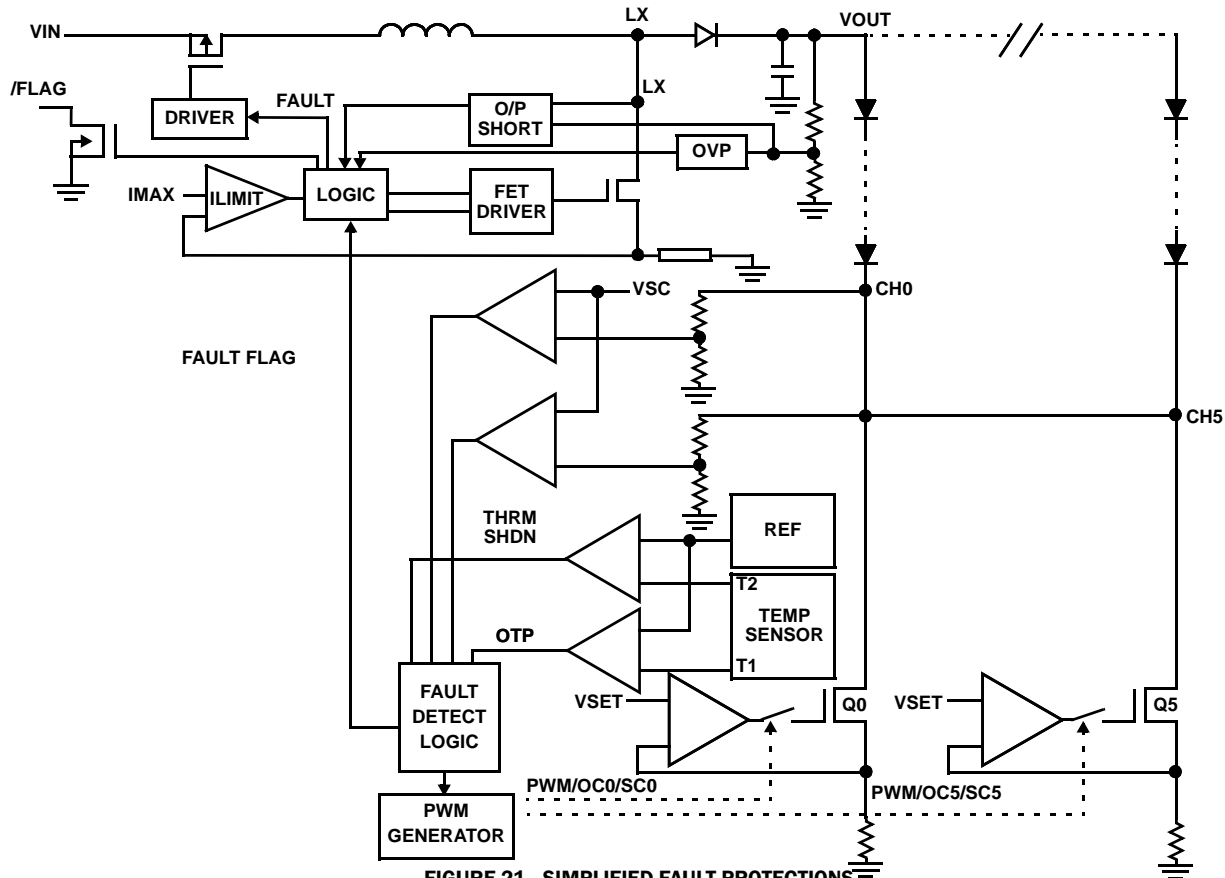 LX
VOUT
VIN
/FLAG
LX
FAULT
DRIVER
O/P
SHORT
OVP
IMAX
ILIMIT
LOGIC
FET
DRIVER
VSC
CH0
FAULT FLAG
CH5
THRM
SHDN
REF
T2
TEMP
SENSOR
OTP
T1
FAULT
DETECT
LOGIC
VSET
Q0
VSET
Q5
PWM/OC0/SC0
PWM/OC5/SC5
PWM
GENERATOR
FIGURE 21. SIMPLIFIED FAULT PROTECTIONS